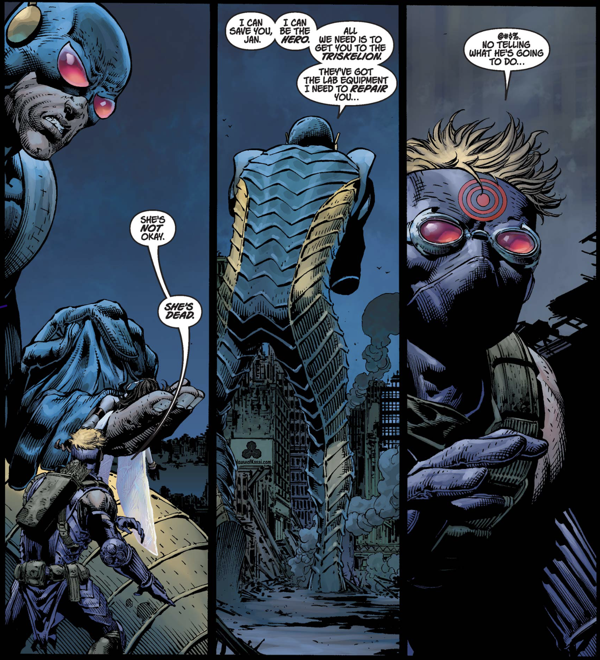 SHE'S
NOT
OKAY.
SHE'S
DEAD.
I CAN
SAVE YOU,
JAN.
I CAN
BE THE
HERO.
ALL
WE NEED IS TO
GET YOU TO THE
TRISKELION.
THEY'VE GOT
THE LAB EQUIPMENT
I NEED TO REPAIR
YOU...
@#$%.
NO TELLING
WHAT HE'S GOING
TO DO...